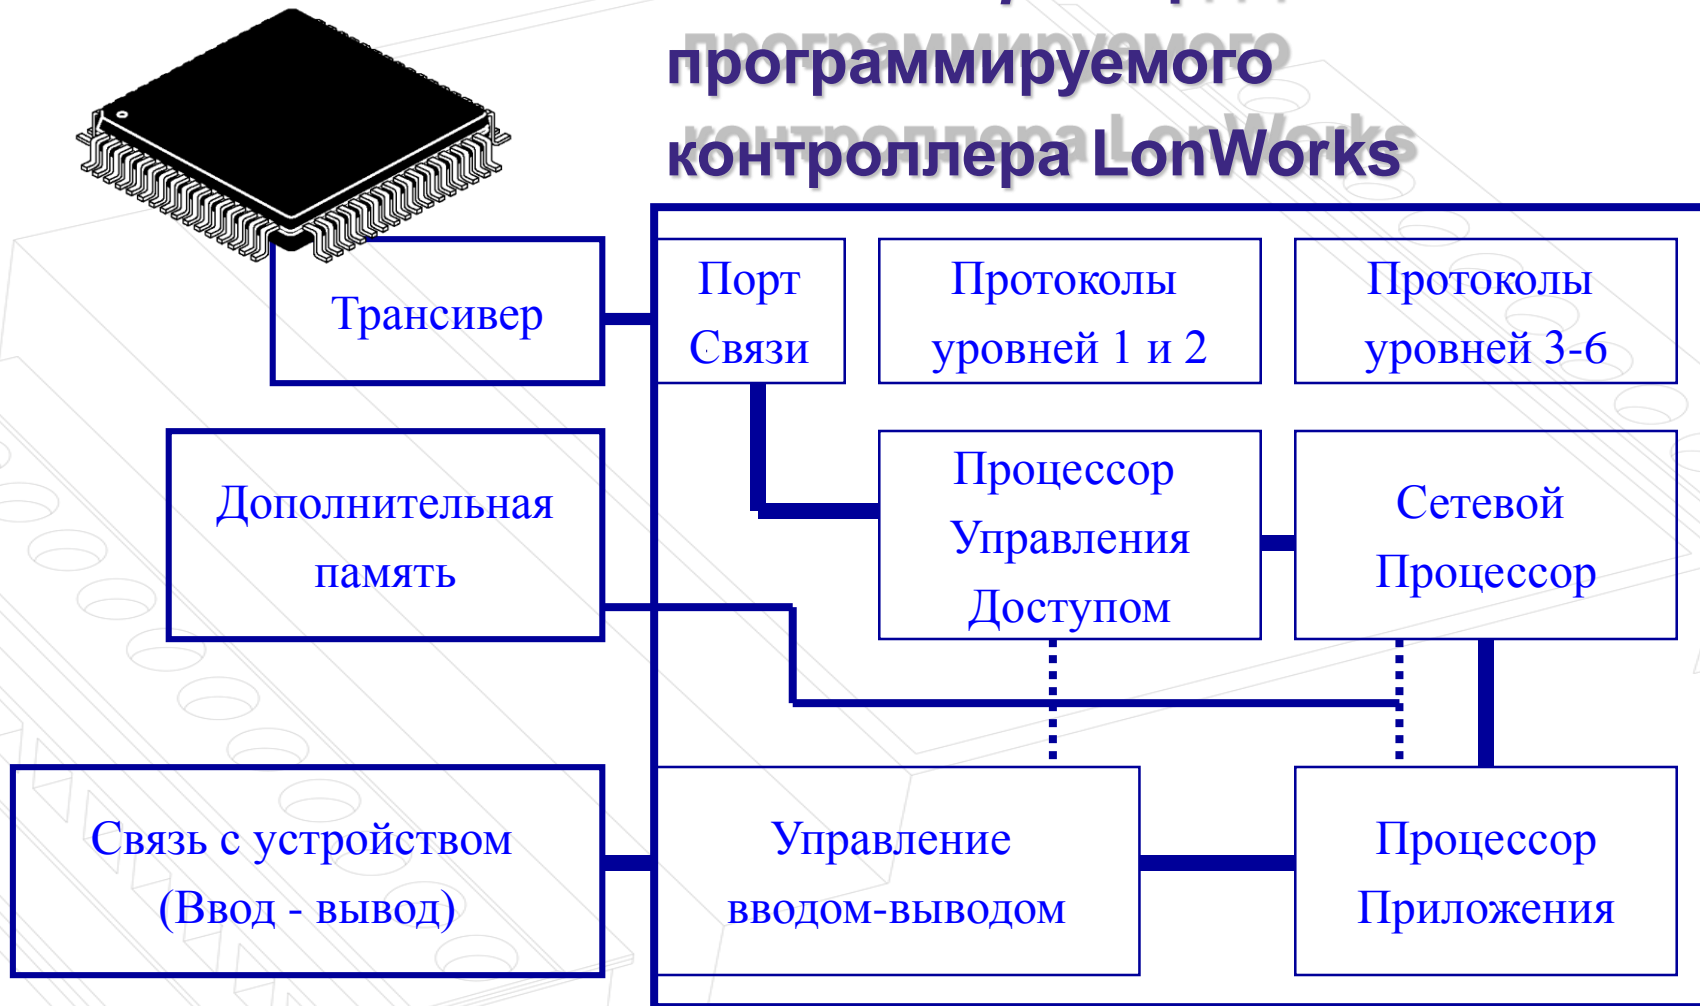 программируемого
контроллера LonWorks
Трансивер
Порт
Связи
Протоколы
уровней 1 и 2
Протоколы
уровней 3-6
Дополнительная
память
Процессор
Управления
Доступом
Сетевой
Процессор
Связь с устройством
(Ввод - вывод)
Управление
вводом-выводом
Процессор
Приложения